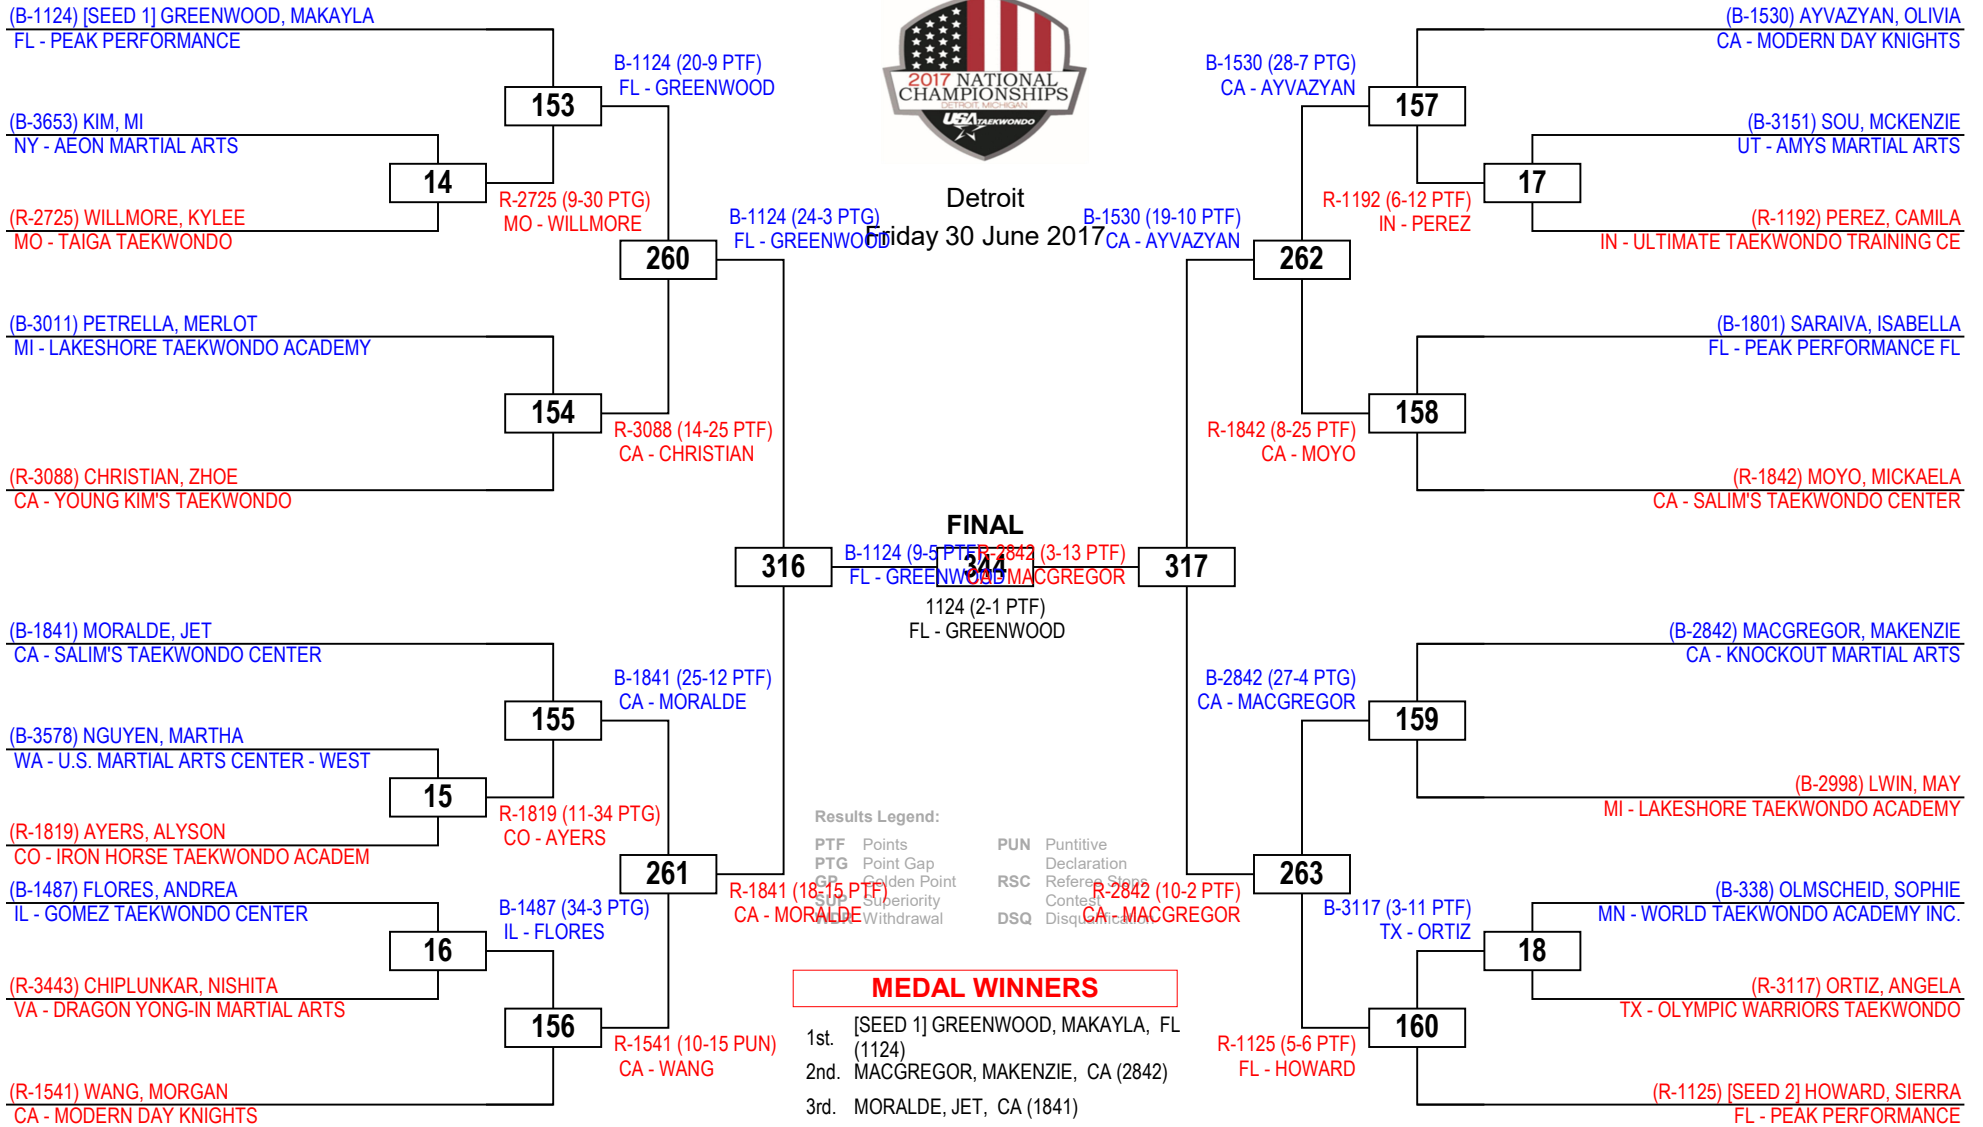 (B-1124) [SEED 1] GREENWOOD, MAKAYLA
FL - PEAK PERFORMANCE
(B-3653) KIM, MI
NY - AEON MARTIAL ARTS
(R-2725) WILLMORE, KYLEE
MO - TAIGA TAEKWONDO
(B-3011) PETRELLA, MERLOT
MI - LAKESHORE TAEKWONDO ACADEMY
(R-3088) CHRISTIAN, ZHOE
CA - YOUNG KIM'S TAEKWONDO
(B-1841) MORALDE, JET
CA - SALIM'S TAEKWONDO CENTER
(B-3578) NGUYEN, MARTHA
WA - U.S. MARTIAL ARTS CENTER - WEST
(R-1819) AYERS, ALYSON
CO - IRON HORSE TAEKWONDO ACADEM
(B-1487) FLORES, ANDREA
IL - GOMEZ TAEKWONDO CENTER
(R-3443) CHIPLUNKAR, NISHITA
VA - DRAGON YONG-IN MARTIAL ARTS
(R-1541) WANG, MORGAN
CA - MODERN DAY KNIGHTS
14
15
16
R-2725 (9-30 PTG)
MO - WILLMORE
R-1819 (11-34 PTG)
CO - AYERS
B-1487 (34-3 PTG)
IL - FLORES
153
154
155
156
B-1124 (20-9 PTF)
FL - GREENWOOD
R-3088 (14-25 PTF)
CA - CHRISTIAN
B-1841 (25-12 PTF)
CA - MORALDE
R-1541 (10-15 PUN)
CA - WANG
260
261
B-1124 (24-3 PTG)
FL - GREENWOOD
R-1841 (18-15 PTF)
CA - MORALDE
316
2017 NATIONAL
CHAMPIONSHIPS
DETROIT, MICHIGAN
USA TAEKWONDO
Detroit
Friday 30 June 2017
FINAL
B-1124 (9-5 PTF)
FL - GREENWOOD
344
R-2842 (3-13 PTF)
CA - MACGREGOR
1124 (2-1 PTF)
FL - GREENWOOD
Results Legend:
PTF Points
PTG Point Gap
GP Golden Point
SUP Superiority
WDR Withdrawal
PUN Puntitive
Declaration
RSC Referee Stops
Contest
DSQ Disqualification
MEDAL WINNERS
1st. [SEED 1] GREENWOOD, MAKAYLA, FL
(1124)
2nd. MACGREGOR, MAKENZIE, CA (2842)
3rd. MORALDE, JET, CA (1841)
317
B-1530 (19-10 PTF)
CA - AYVAZYAN
R-2842 (10-2 PTF)
CA - MACGREGOR
262
263
B-1530 (28-7 PTG)
CA - AYVAZYAN
R-1842 (8-25 PTF)
CA - MOYO
B-2842 (27-4 PTG)
CA - MACGREGOR
R-1125 (5-6 PTF)
FL - HOWARD
157
158
159
160
R-1192 (6-12 PTF)
IN - PEREZ
B-3117 (3-11 PTF)
TX - ORTIZ
17
18
(B-1530) AYVAZYAN, OLIVIA
CA - MODERN DAY KNIGHTS
(B-3151) SOU, MCKENZIE
UT - AMYS MARTIAL ARTS
(R-1192) PEREZ, CAMILA
IN - ULTIMATE TAEKWONDO TRAINING CE
(B-1801) SARAIVA, ISABELLA
FL - PEAK PERFORMANCE FL
(R-1842) MOYO, MICKAELA
CA - SALIM'S TAEKWONDO CENTER
(B-2842) MACGREGOR, MAKENZIE
CA - KNOCKOUT MARTIAL ARTS
(B-2998) LWIN, MAY
MI - LAKESHORE TAEKWONDO ACADEMY
(B-338) OLMSCHEID, SOPHIE
MN - WORLD TAEKWONDO ACADEMY INC.
(R-3117) ORTIZ, ANGELA
TX - OLYMPIC WARRIORS TAEKWONDO
(R-1125) [SEED 2] HOWARD, SIERRA
FL - PEAK PERFORMANCE